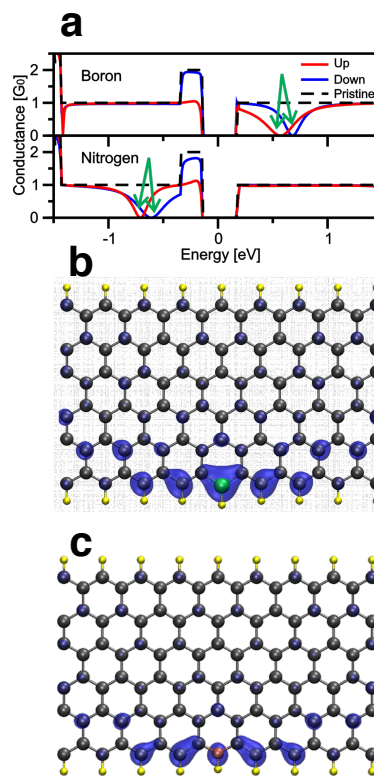 a
Conductance [G₀]
2
1
0
Boron
Up
Down
Pristine
2
1
0
Nitrogen
-1
0
1
Energy [eV]
b
c